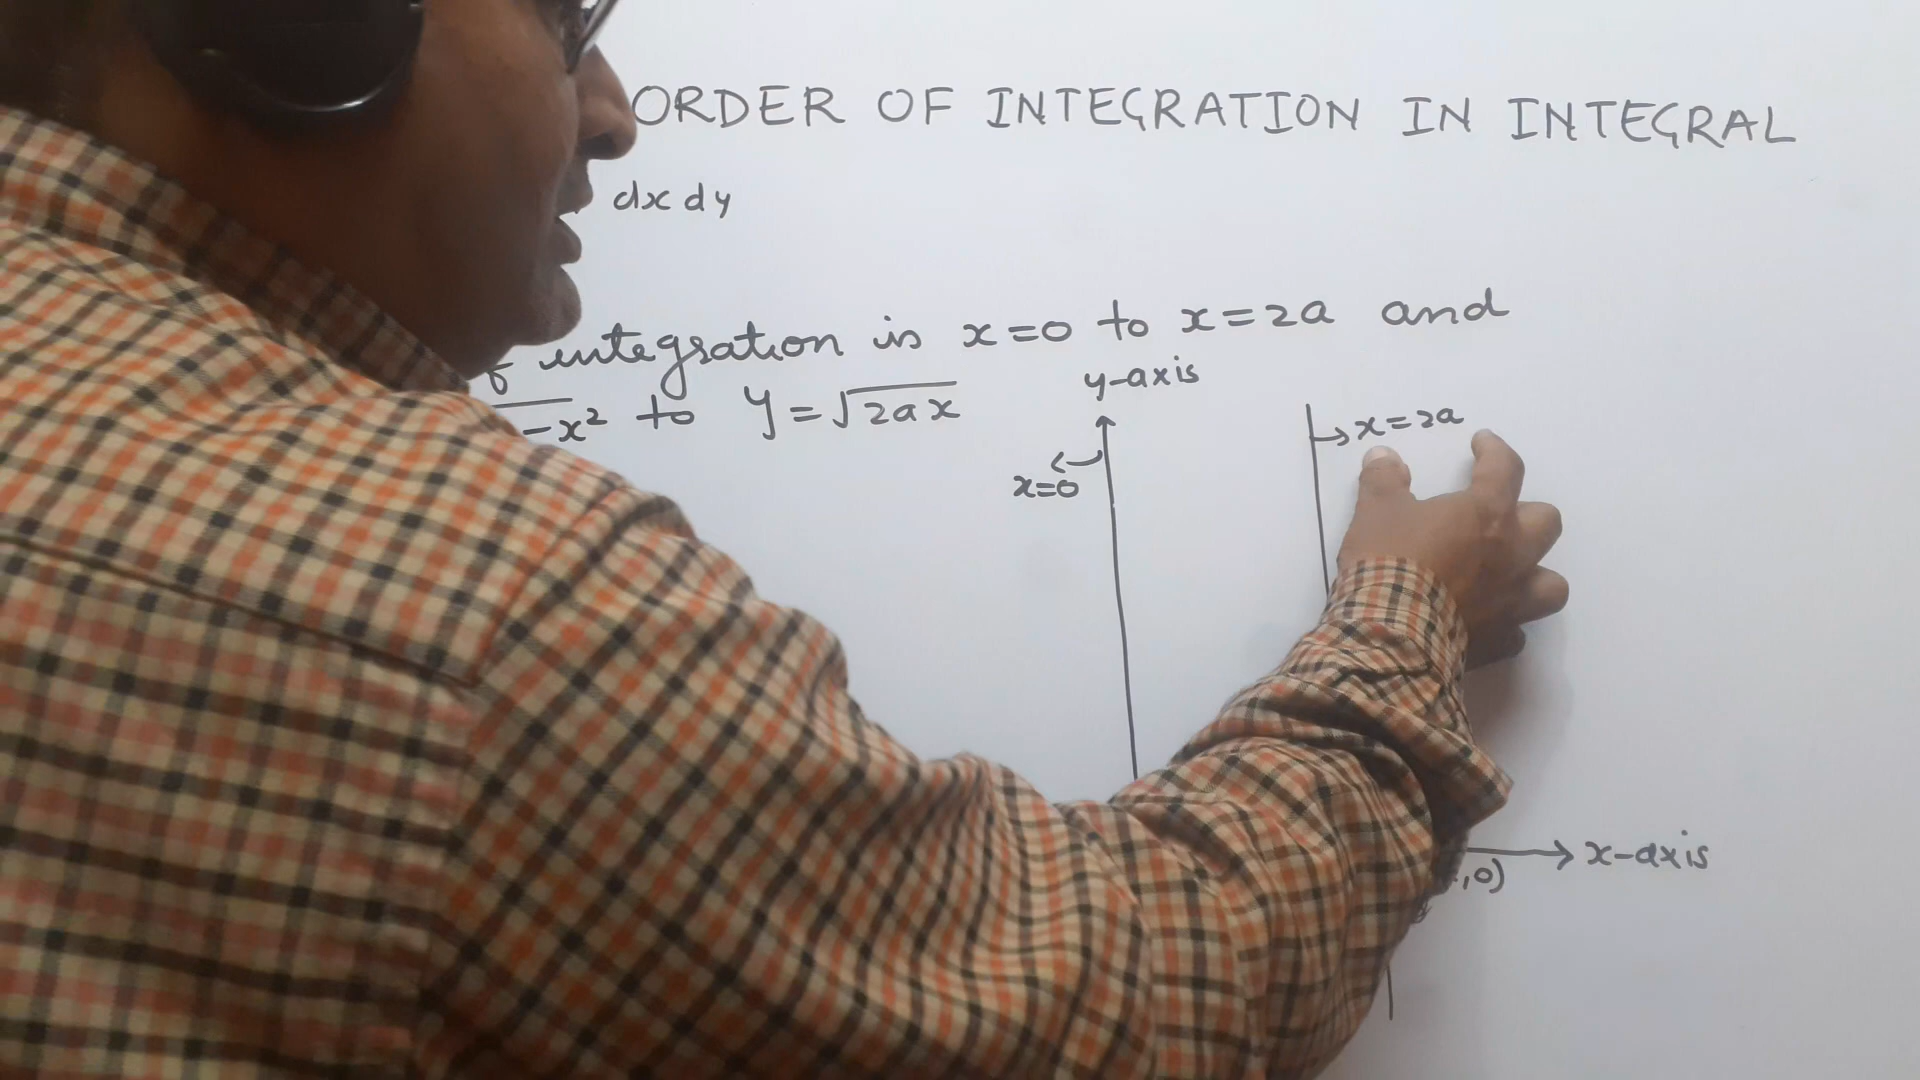 ORDER OF INTEGRATION IN INTEGRAL
dx dy
integration is x=0 to x=2a and
-x² to y=√2ax
y-axis
x=2a
x=0
x-axis
,0)